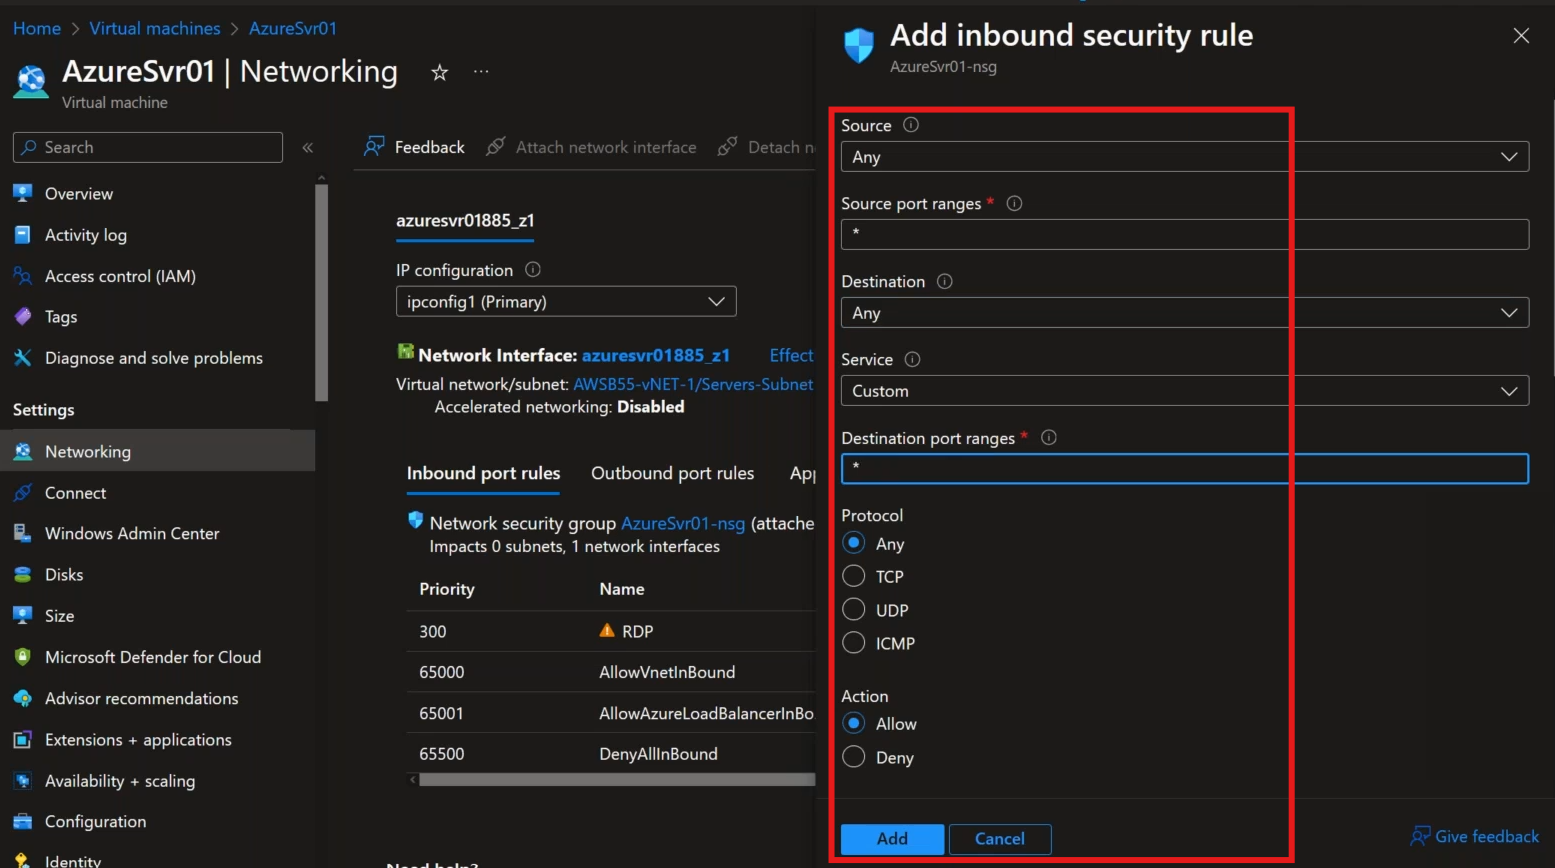 Home > Virtual machines > AzureSvr01
AzureSvr01 | Networking
Virtual machine
Search
Overview
Activity log
Access control (IAM)
Tags
Diagnose and solve problems
Settings
Networking
Connect
Windows Admin Center
Disks
Size
Microsoft Defender for Cloud
Advisor recommendations
Extensions + applications
Availability + scaling
Configuration
Identity
Feedback Attach network interface Detach n
azuresvr01885_z1
IP configuration
ipconfig1 (Primary)
Network Interface: azuresvr01885_z1 Effect
Virtual network/subnet: AWSB55-vNET-1/Servers-Subnet
Accelerated networking: Disabled
Inbound port rules Outbound port rules App
Network security group AzureSvr01-nsg (attache
Impacts 0 subnets, 1 network interfaces
Priority Name
300 RDP
65000 AllowVnetInBound
65001 AllowAzureLoadBalancerInBo
65500 DenyAllInBound
Need help?
Add inbound security rule
AzureSvr01-nsg
Source
Any
Source port ranges *
*
Destination
Any
Service
Custom
Destination port ranges *
*
Protocol
Any
TCP
UDP
ICMP
Action
Allow
Deny
Add Cancel
Give feedback